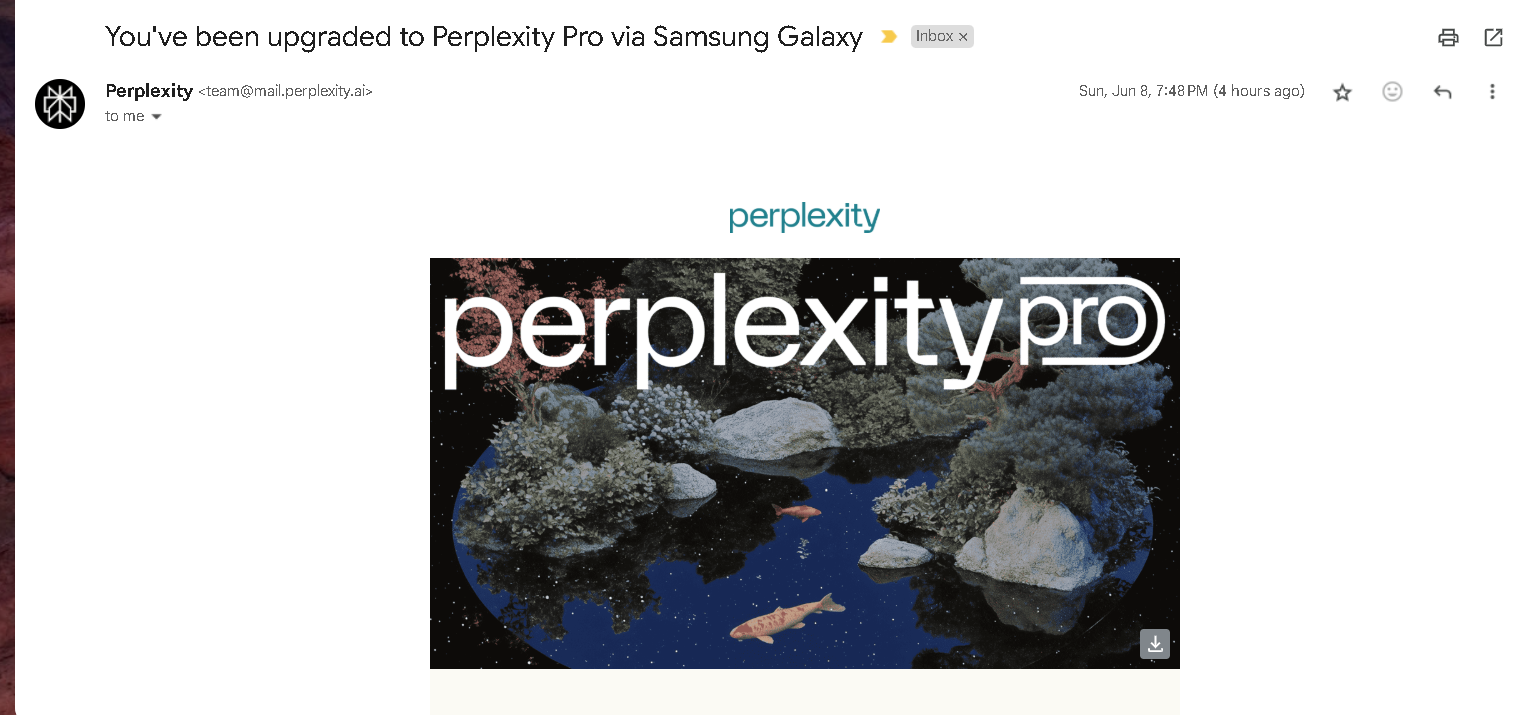 You've been upgraded to Perplexity Pro via Samsung Galaxy Inbox ×
Perplexity <team@mail.perplexity.ai> Sun, Jun 8, 7:48 PM (4 hours ago)
to me
perplexity
perplexity pro